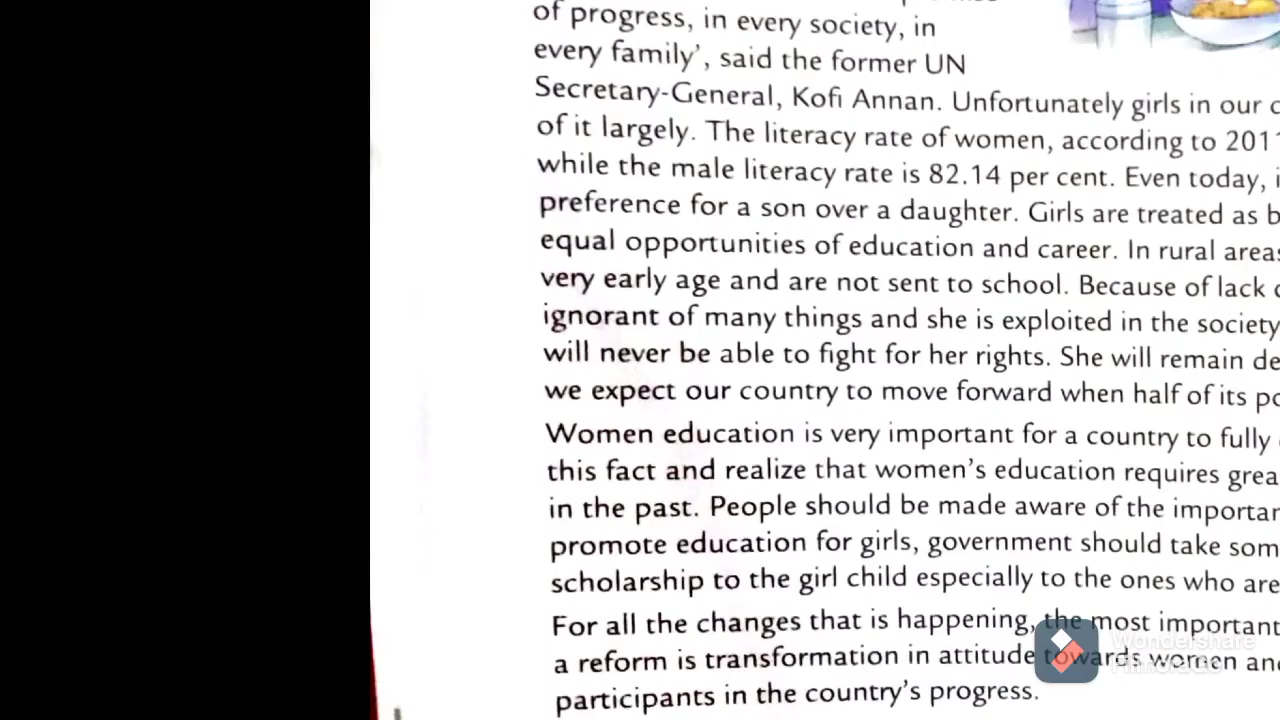 of progress, in every society, in
every family', said the former UN
Secretary-General, Kofi Annan. Unfortunately girls in our
of it largely. The literacy rate of women, according to 2011
while the male literacy rate is 82.14 per cent. Even today,
preference for a son over a daughter. Girls are treated as
equal opportunities of education and career. In rural areas
very early age and are not sent to school. Because of lack
ignorant of many things and she is exploited in the society
will never be able to fight for her rights. She will remain
we expect our country to move forward when half of its
Women education is very important for a country to fully
this fact and realize that women's education requires
in the past. People should be made aware of the
promote education for girls, government should take
scholarship to the girl child especially to the ones who are
For all the changes that is happening, the most important
a reform is transformation in attitude towards women
participants in the country's progress.
Wondershare
FilmoraGo